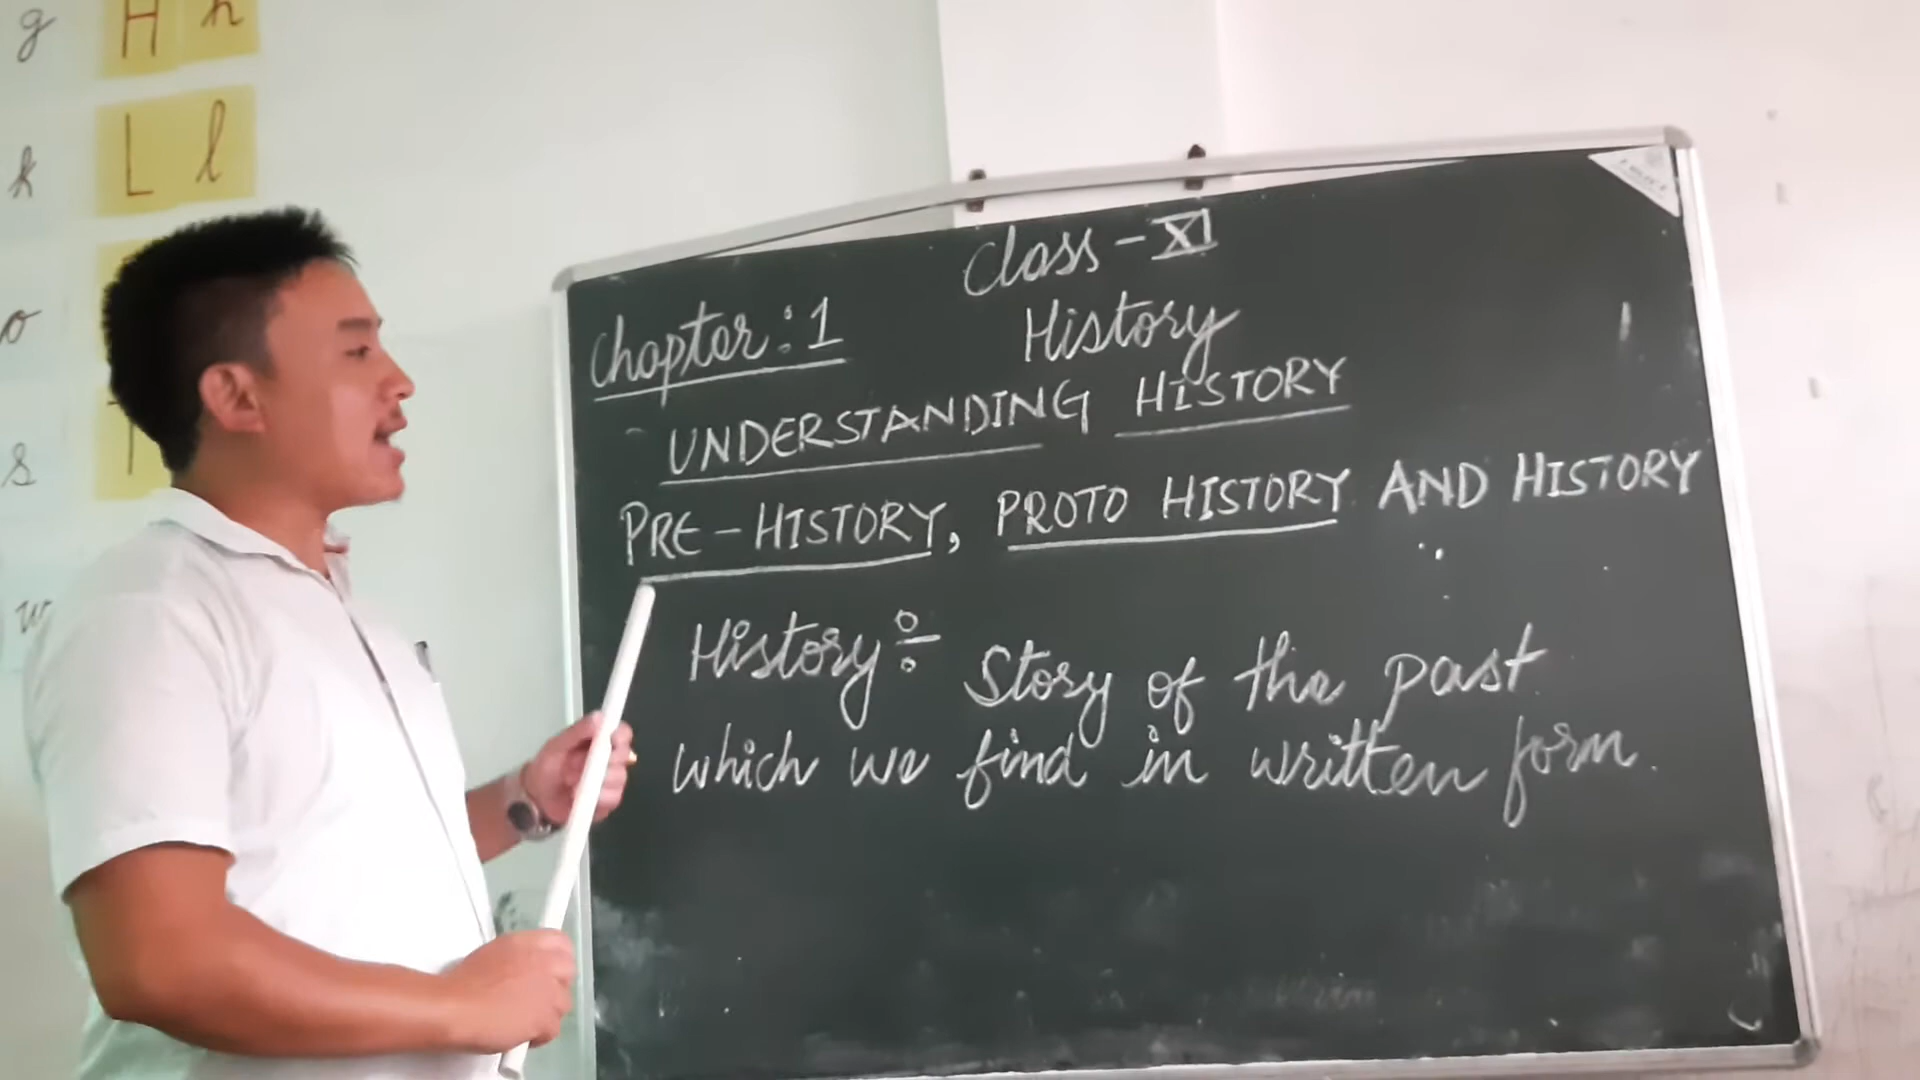 g H h
k L l
o
s T
w
Class - XI
Chapter : 1
History
UNDERSTANDING HISTORY
PRE-HISTORY, PROTO HISTORY AND HISTORY
History ÷ Story of the past
which we find in written form.